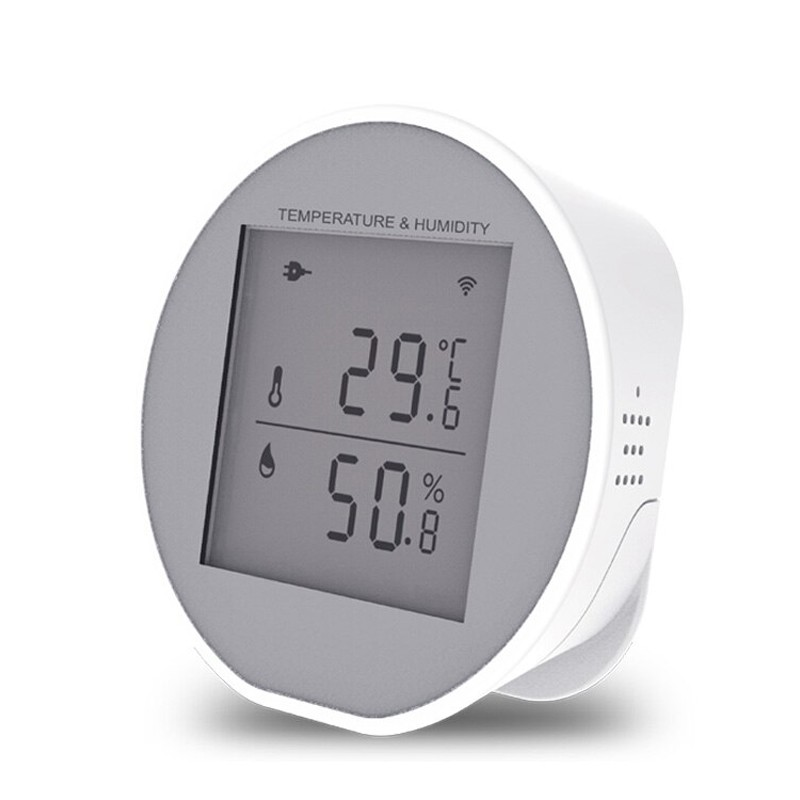 TEMPERATURE & HUMIDITY
29.6 °C
50.8 %